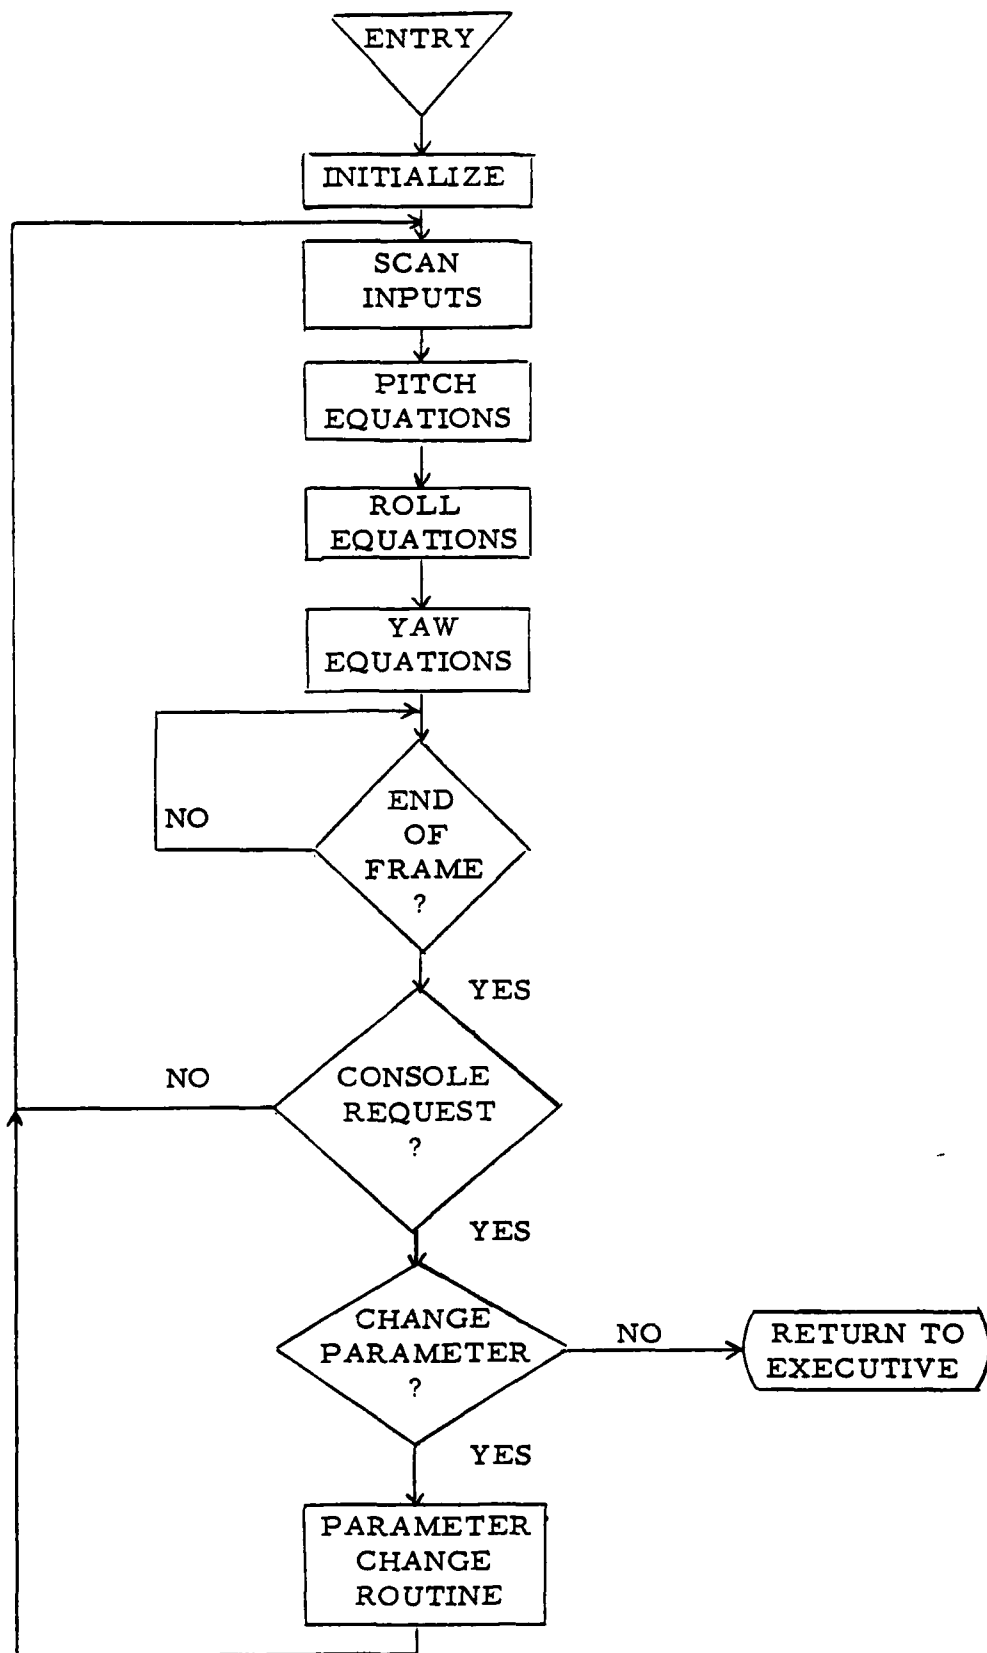 ENTRY
INITIALIZE
SCAN
INPUTS
PITCH
EQUATIONS
ROLL
EQUATIONS
YAW
EQUATIONS
END
OF
FRAME
?
NO
YES
CONSOLE
REQUEST
?
NO
YES
CHANGE
PARAMETER
?
NO
RETURN TO
EXECUTIVE
YES
PARAMETER
CHANGE
ROUTINE